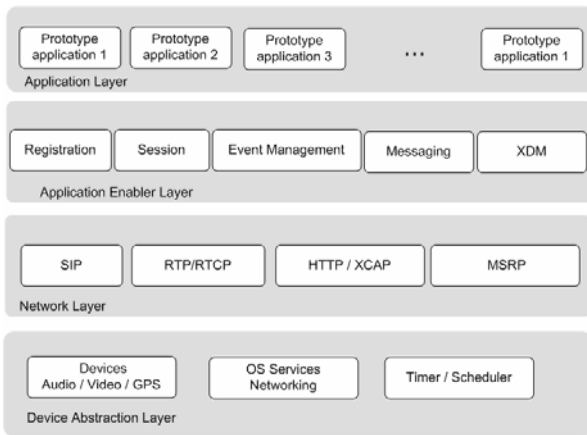 Prototype application 1
Prototype application 2
Prototype application 3
...
Prototype application 1
Application Layer
Registration
Session
Event Management
Messaging
XDM
Application Enabler Layer
SIP
RTP/RTCP
HTTP / XCAP
MSRP
Network Layer
Devices
Audio / Video / GPS
OS Services
Networking
Timer / Scheduler
Device Abstraction Layer